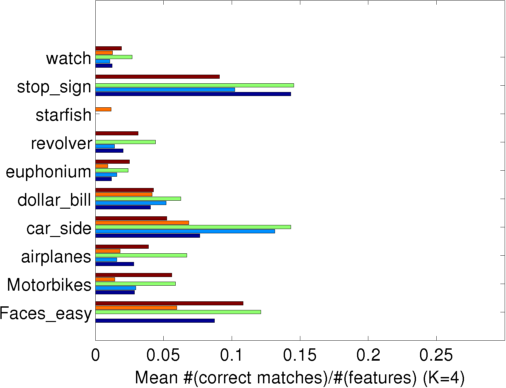 watch
stop_sign
starfish
revolver
euphonium
dollar_bill
car_side
airplanes
Motorbikes
Faces_easy
0 0.05 0.1 0.15 0.2 0.25
Mean #(correct matches)/#(features) (K=4)